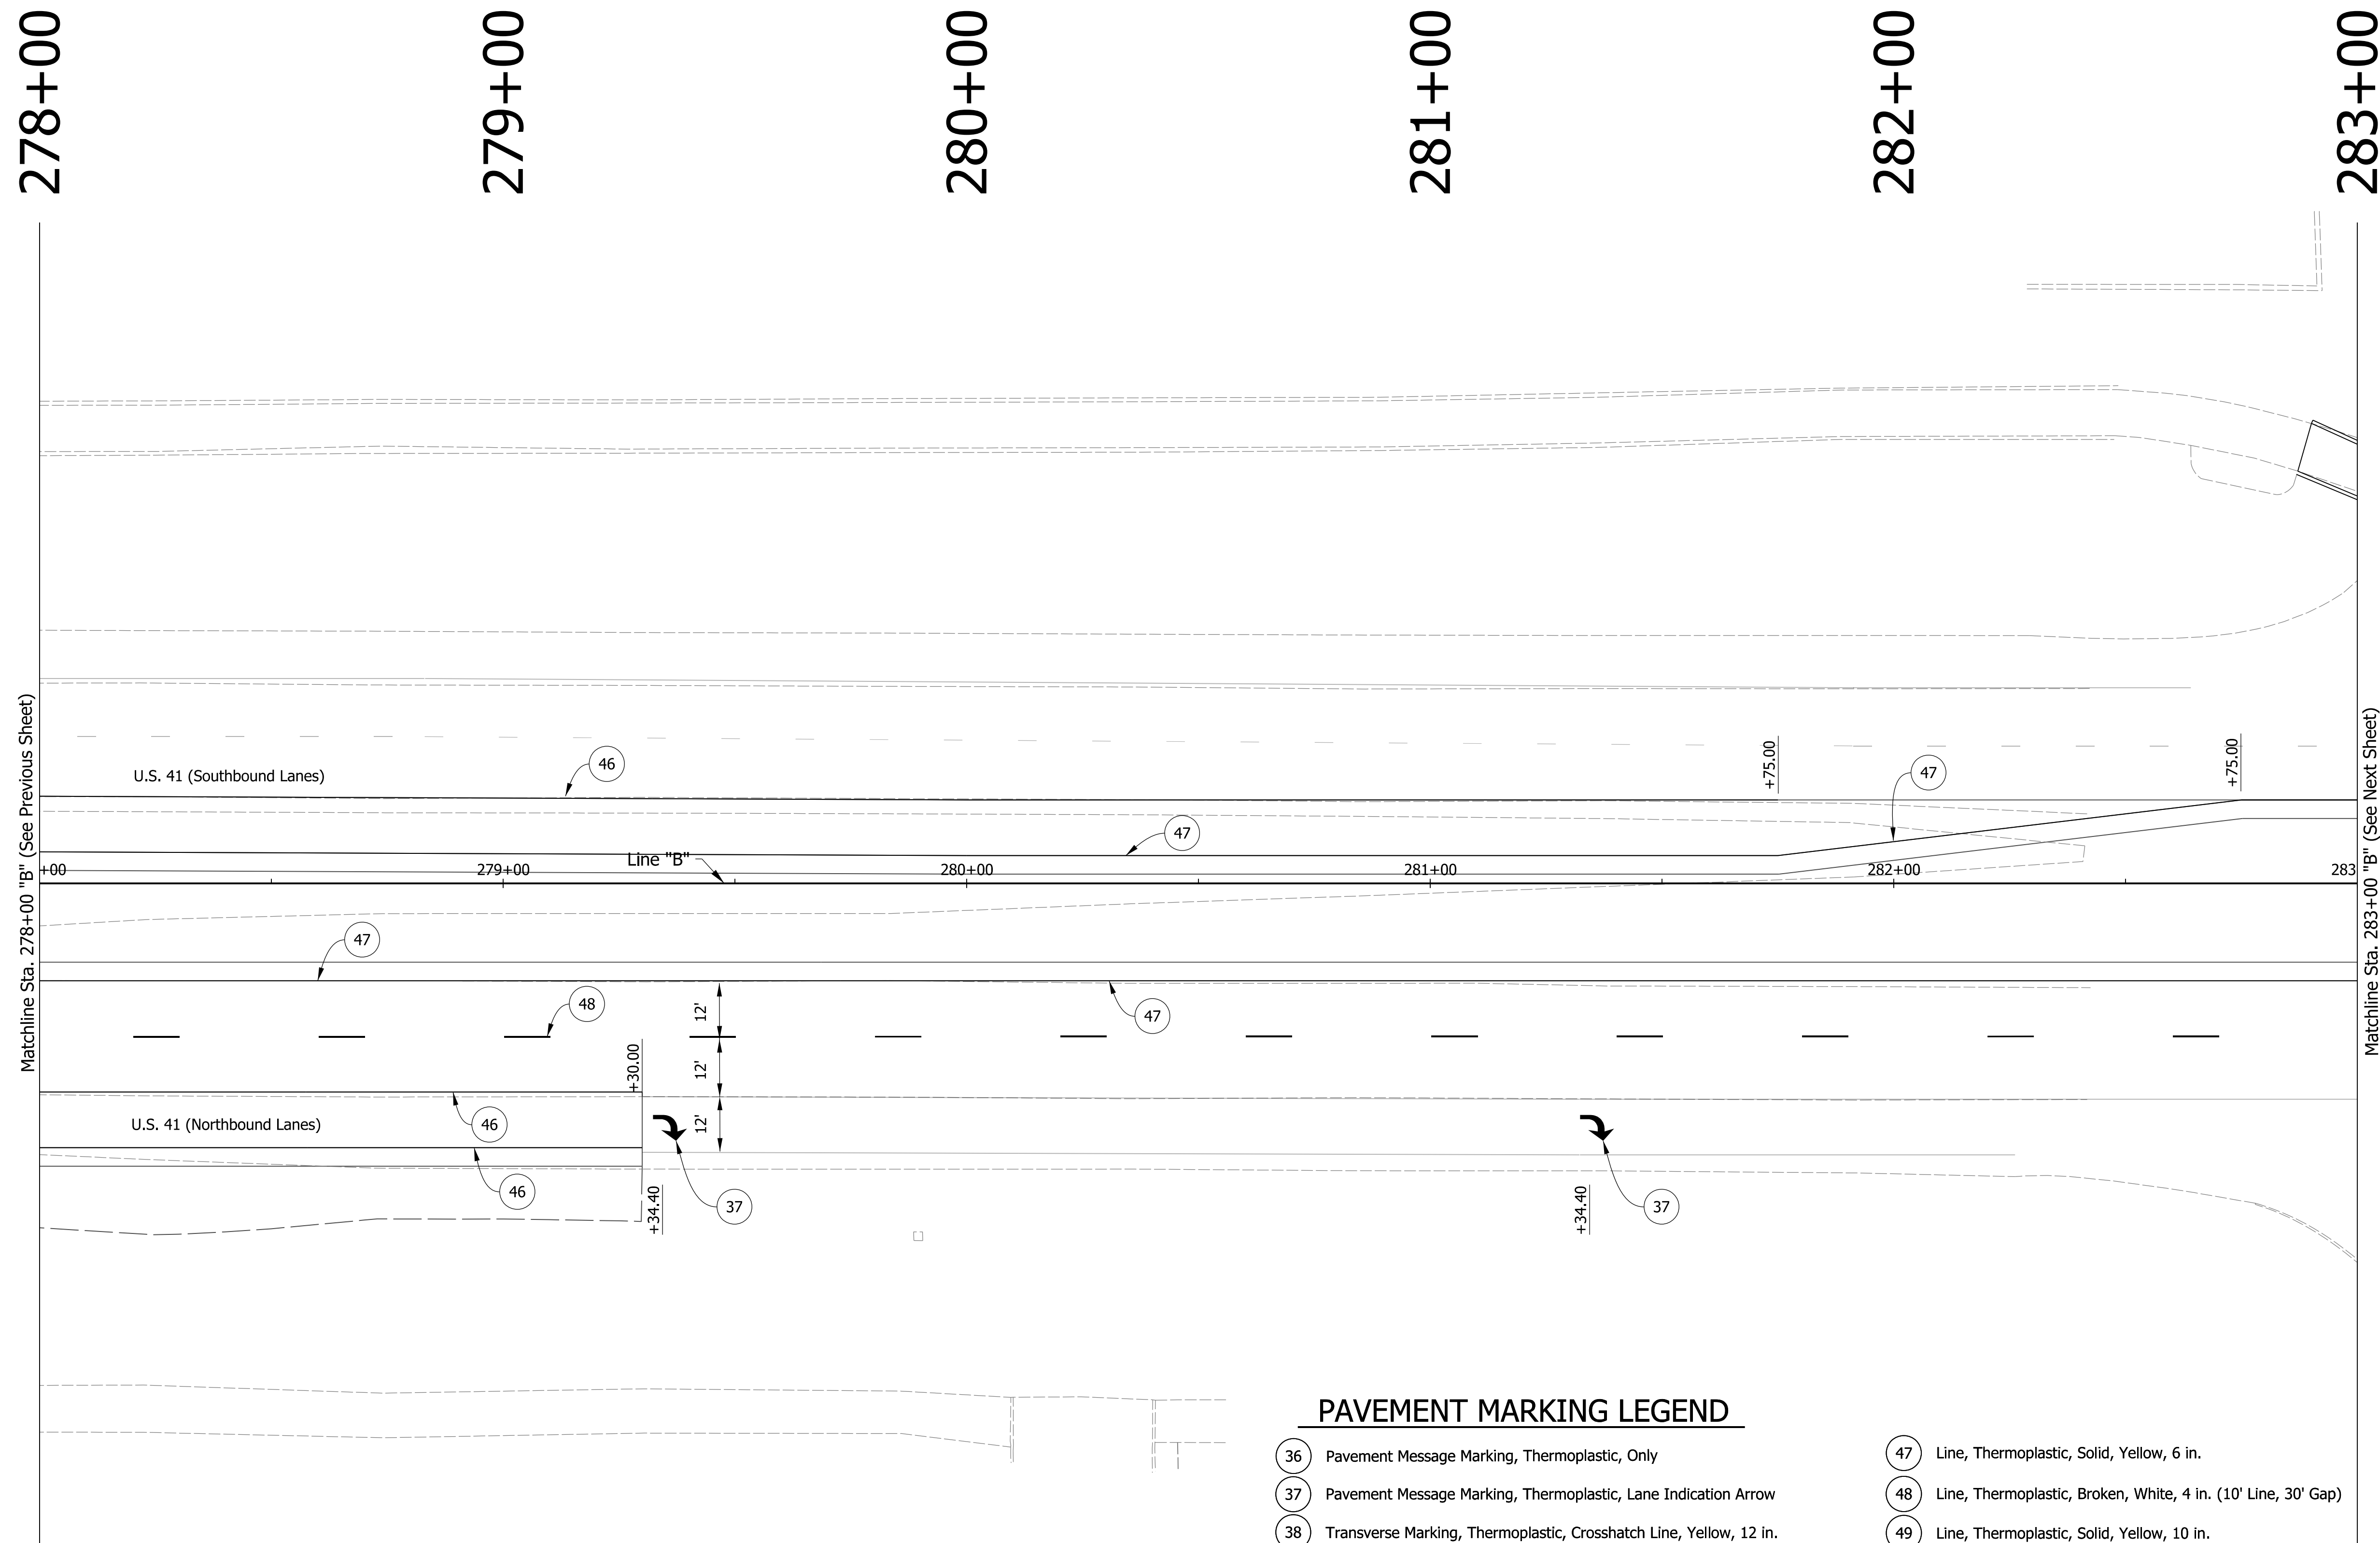 278+00
279+00
280+00
281+00
282+00
283+00
Matchline Sta. 278+00 "B" (See Previous Sheet)
Matchline Sta. 283+00 "B" (See Next Sheet)
U.S. 41 (Southbound Lanes)
46
+75.00
47
+75.00
47
Line "B"
+00
279+00
280+00
281+00
282+00
283
47
48
12'
47
+30.00
12'
U.S. 41 (Northbound Lanes)
46
12'
46
+34.40
37
+34.40
37
PAVEMENT MARKING LEGEND
36 Pavement Message Marking, Thermoplastic, Only
37 Pavement Message Marking, Thermoplastic, Lane Indication Arrow
38 Transverse Marking, Thermoplastic, Crosshatch Line, Yellow, 12 in.
47 Line, Thermoplastic, Solid, Yellow, 6 in.
48 Line, Thermoplastic, Broken, White, 4 in. (10' Line, 30' Gap)
49 Line, Thermoplastic, Solid, Yellow, 10 in.